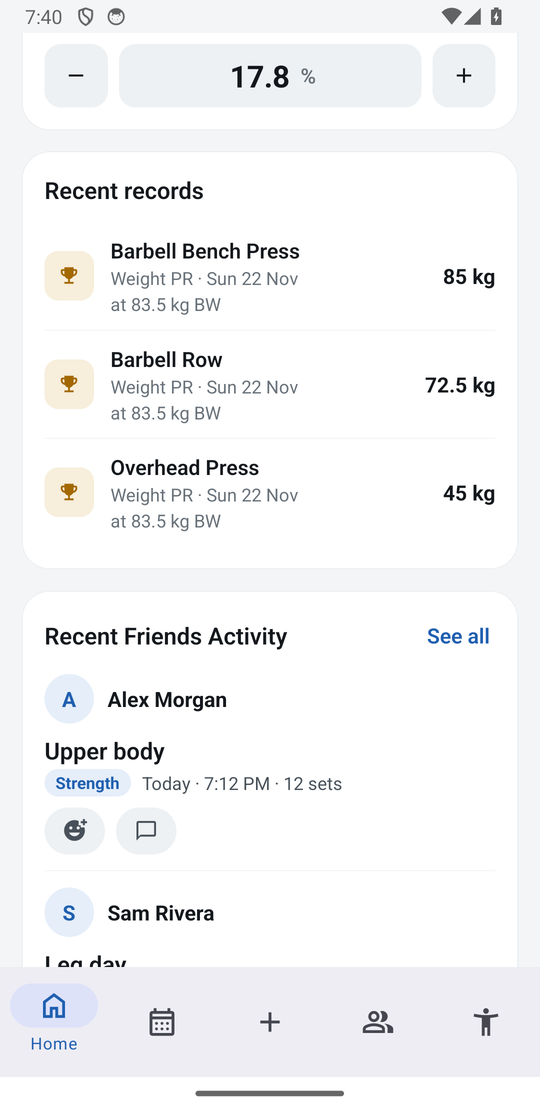 7:40
− 17.8 % +
Recent records
Barbell Bench Press
Weight PR · Sun 22 Nov
at 83.5 kg BW
85 kg
Barbell Row
Weight PR · Sun 22 Nov
at 83.5 kg BW
72.5 kg
Overhead Press
Weight PR · Sun 22 Nov
at 83.5 kg BW
45 kg
Recent Friends Activity
See all
A
Alex Morgan
Upper body
Strength
Today · 7:12 PM · 12 sets
S
Sam Rivera
Leg day
Home